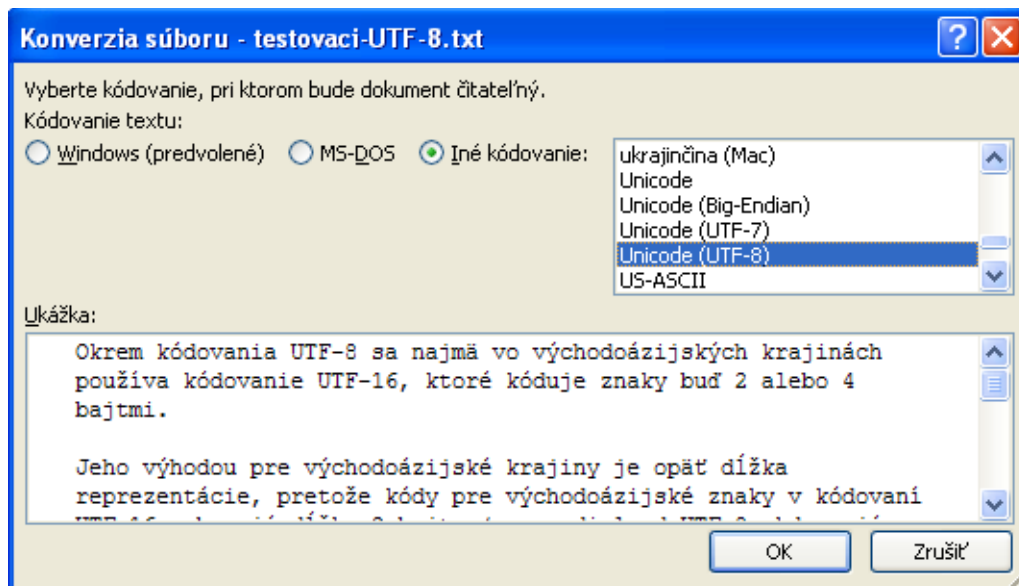 Konverzia súboru - testovaci-UTF-8.txt
Vyberte kódovanie, pri ktorom bude dokument čitateľný.
Kódovanie textu:
Windows (predvolené) MS-DOS Iné kódovanie:
ukrajinčina (Mac)
Unicode
Unicode (Big-Endian)
Unicode (UTF-7)
Unicode (UTF-8)
US-ASCII
Ukážka:
Okrem kódovania UTF-8 sa najmä vo východoázijských krajinách
používa kódovanie UTF-16, ktoré kóduje znaky buď 2 alebo 4
bajtmi.
Jeho výhodou pre východoázijské krajiny je opäť dĺžka
reprezentácie, pretože kódy pre východoázijské znaky v kódovaní
OK Zrušiť